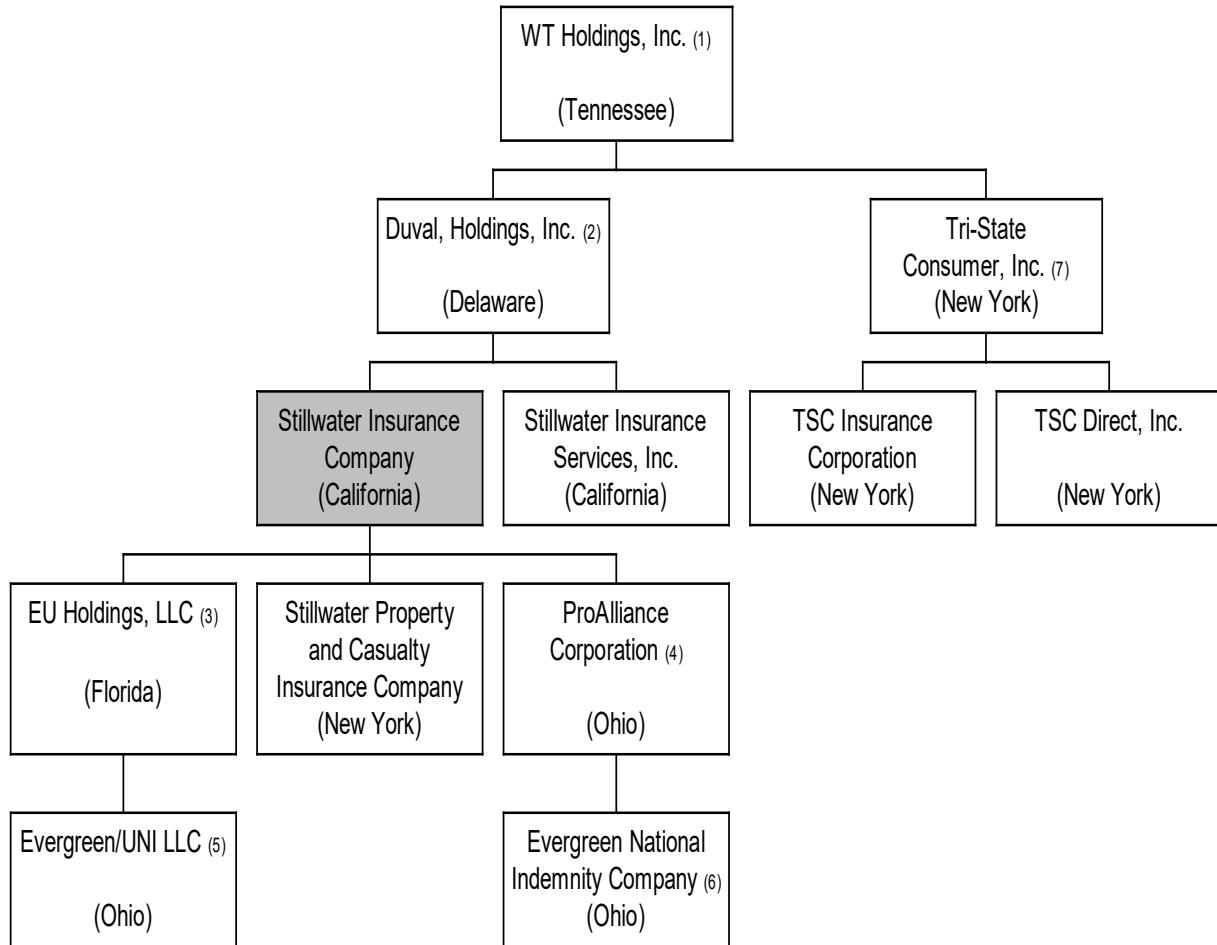 WT Holdings, Inc. (1)
(Tennessee)
Duval, Holdings, Inc. (2)
(Delaware)
Tri-State
Consumer, Inc. (7)
(New York)
Stillwater Insurance
Company
(California)
Stillwater Insurance
Services, Inc.
(California)
TSC Insurance
Corporation
(New York)
TSC Direct, Inc.
(New York)
EU Holdings, LLC (3)
(Florida)
Stillwater Property
and Casualty
Insurance Company
(New York)
ProAlliance
Corporation (4)
(Ohio)
Evergreen/UNI LLC (5)
(Ohio)
Evergreen National
Indemnity Company (6)
(Ohio)